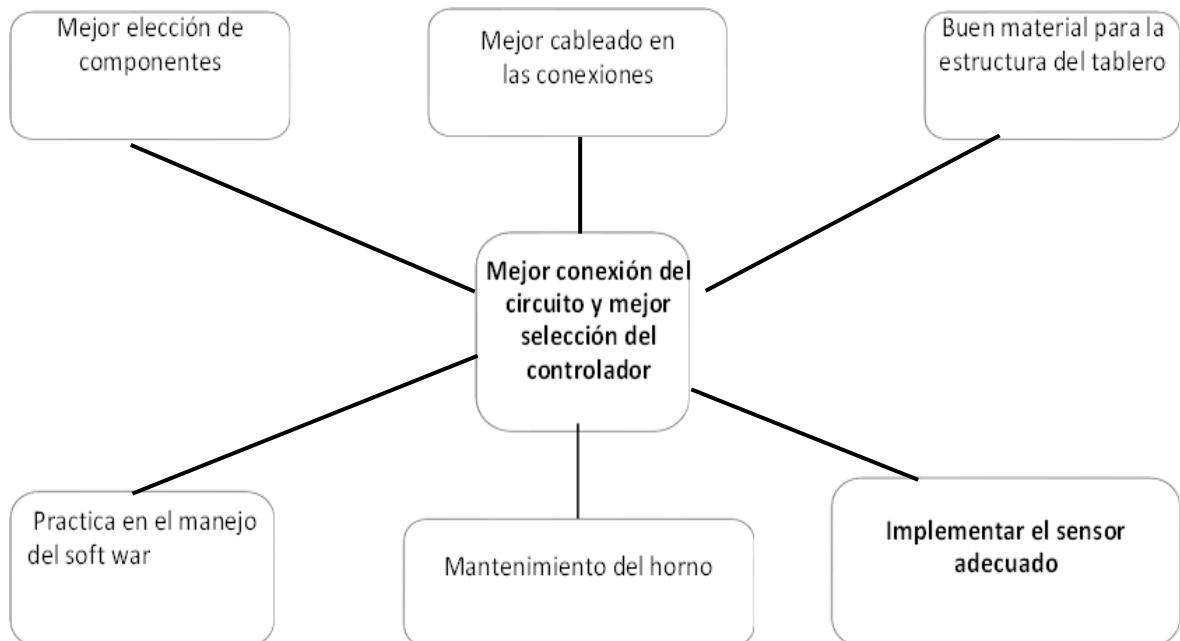 Mejor elección de
componentes
Mejor cableado en
las conexiones
Buen material para la
estructura del tablero
Mejor conexión del
circuito y mejor
selección del
controlador
Practica en el manejo
del soft war
Mantenimiento del horno
Implementar el sensor
adecuado